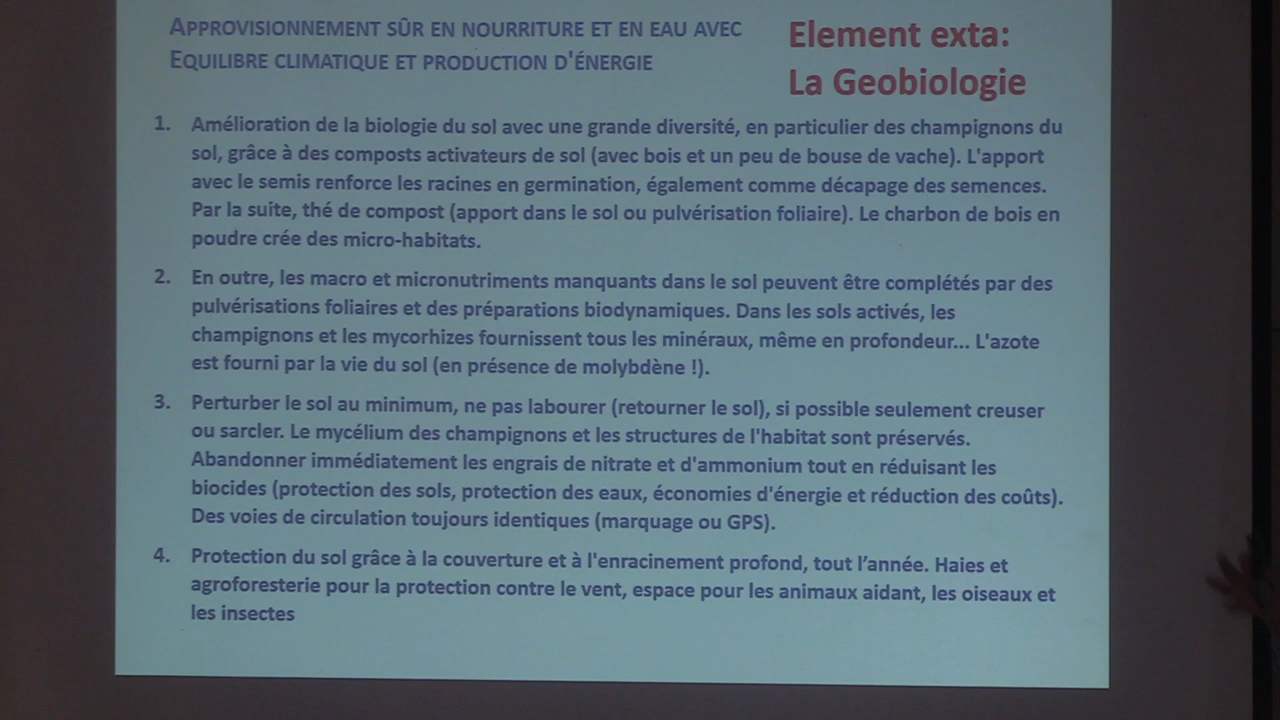 APPROVISIONNEMENT SÛR EN NOURRITURE ET EN EAU AVEC
EQUILIBRE CLIMATIQUE ET PRODUCTION D'ÉNERGIE
Element exta:
La Geobiologie
1. Amélioration de la biologie du sol avec une grande diversité, en particulier des champignons du
sol, grâce à des composts activateurs de sol (avec bois et un peu de bouse de vache). L'apport
avec le semis renforce les racines en germination, également comme décapage des semences.
Par la suite, thé de compost (apport dans le sol ou pulvérisation foliaire). Le charbon de bois en
poudre crée des micro-habitats.
2. En outre, les macro et micronutriments manquants dans le sol peuvent être complétés par des
pulvérisations foliaires et des préparations biodynamiques. Dans les sols activés, les
champignons et les mycorhizes fournissent tous les minéraux, même en profondeur... L'azote
est fourni par la vie du sol (en présence de molybdène !).
3. Perturber le sol au minimum, ne pas labourer (retourner le sol), si possible seulement creuser
ou sarcler. Le mycélium des champignons et les structures de l'habitat sont préservés.
Abandonner immédiatement les engrais de nitrate et d'ammonium tout en réduisant les
biocides (protection des sols, protection des eaux, économies d'énergie et réduction des coûts).
Des voies de circulation toujours identiques (marquage ou GPS).
4. Protection du sol grâce à la couverture et à l'enracinement profond, tout l’année. Haies et
agroforesterie pour la protection contre le vent, espace pour les animaux aidant, les oiseaux et
les insectes